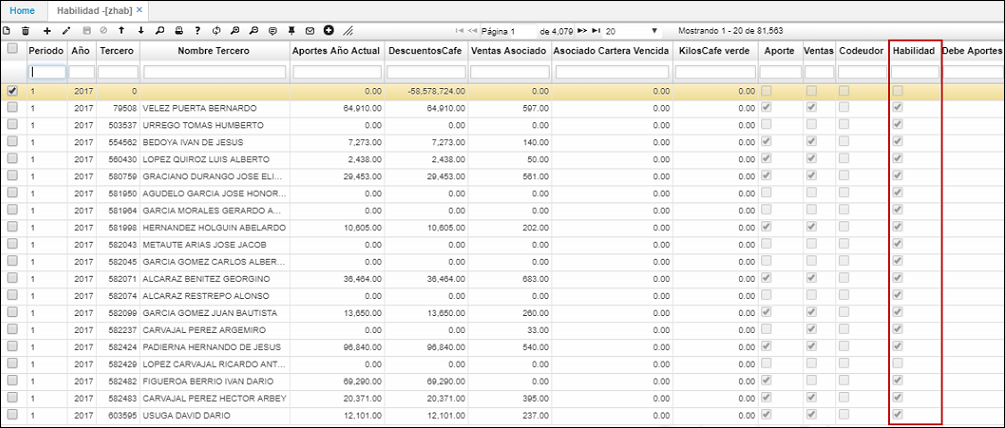 Home Habilidad -[zhab] ×
Página 1 de 4,079 20 Mostrando 1 - 20 de 81,563
Periodo Año Tercero Nombre Tercero Aportes Año Actual DescuentosCafe Ventas Asociado Asociado Cartera Vencida KilosCafe verde Aporte Ventas Codeudor Habilidad Debe Aportes
1 2017 0 0.00 -58,578,724.00 0.00 0.00 0.00
1 2017 79508 VELEZ PUERTA BERNARDO 64,910.00 64,910.00 597.00 0.00 0.00
1 2017 503537 URREGO TOMAS HUMBERTO 0.00 0.00 0.00 0.00 0.00
1 2017 554562 BEDOYA IVAN DE JESUS 7,273.00 7,273.00 140.00 0.00 0.00
1 2017 560430 LOPEZ QUIROZ LUIS ALBERTO 2,438.00 2,438.00 50.00 0.00 0.00
1 2017 580759 GRACIANO DURANGO JOSE ELI... 29,453.00 29,453.00 561.00 0.00 0.00
1 2017 581950 AGUDELO GARCIA JOSE HONOR... 0.00 0.00 0.00 0.00 0.00
1 2017 581964 GARCIA MORALES GERARDO A... 0.00 0.00 0.00 0.00 0.00
1 2017 581998 HERNANDEZ HOLGUIN ABELARDO 10,605.00 10,605.00 202.00 0.00 0.00
1 2017 582043 METAUTE ARIAS JOSE JACOB 0.00 0.00 0.00 0.00 0.00
1 2017 582045 GARCIA GOMEZ CARLOS ALBER... 0.00 0.00 0.00 0.00 0.00
1 2017 582071 ALCARAZ BENITEZ GEORGINO 36,464.00 36,464.00 683.00 0.00 0.00
1 2017 582074 ALCARAZ RESTREPO ALONSO 0.00 0.00 0.00 0.00 0.00
1 2017 582099 GARCIA GOMEZ JUAN BAUTISTA 13,650.00 13,650.00 260.00 0.00 0.00
1 2017 582237 CARVAJAL PEREZ ARGEMIRO 0.00 0.00 33.00 0.00 0.00
1 2017 582424 PADIERNA HERNANDO DE JESUS 96,840.00 96,840.00 540.00 0.00 0.00
1 2017 582429 LOPEZ CARVAJAL RICARDO ANT... 0.00 0.00 0.00 0.00 0.00
1 2017 582482 FIGUEROA BERRIO IVAN DARIO 69,290.00 69,290.00 0.00 0.00 0.00
1 2017 582483 CARVAJAL PEREZ HECTOR ARBEY 20,371.00 20,371.00 395.00 0.00 0.00
1 2017 603595 USUGA DAVID DARIO 12,101.00 12,101.00 237.00 0.00 0.00